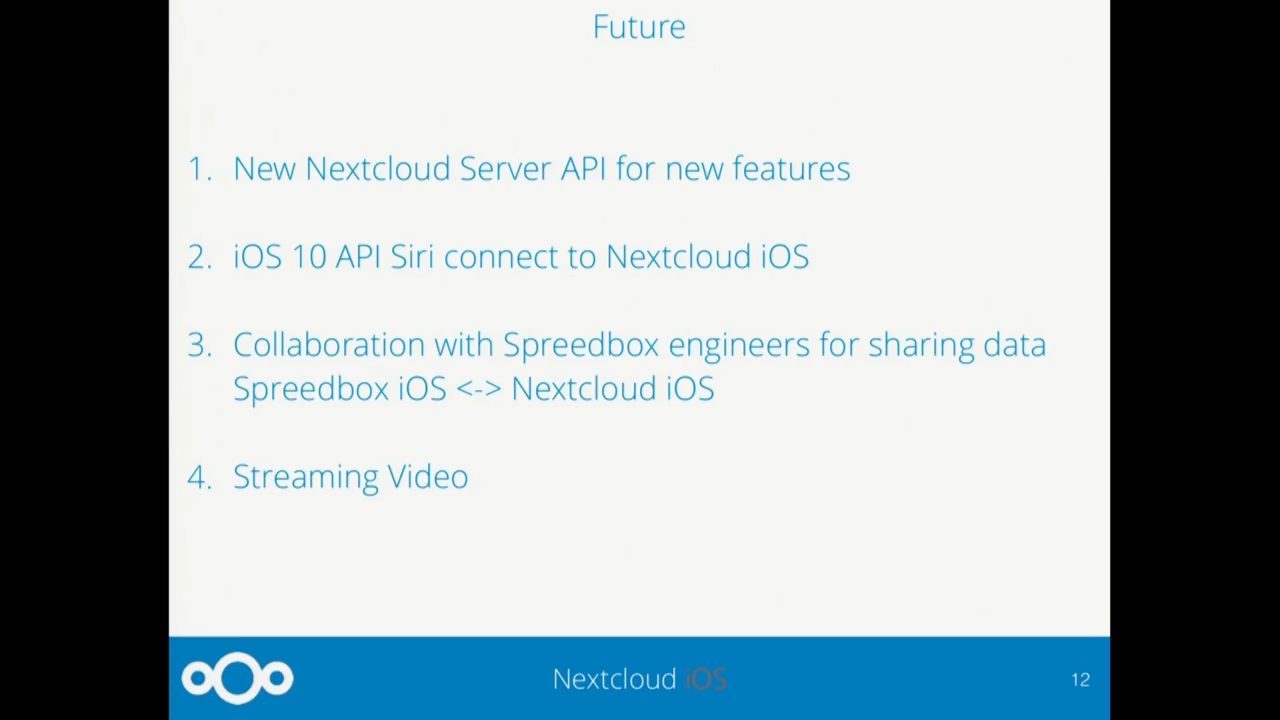 Future
1. New Nextcloud Server API for new features
2. iOS 10 API Siri connect to Nextcloud iOS
3. Collaboration with Spreedbox engineers for sharing data
Spreedbox iOS <-> Nextcloud iOS
4. Streaming Video
Nextcloud iOS
12